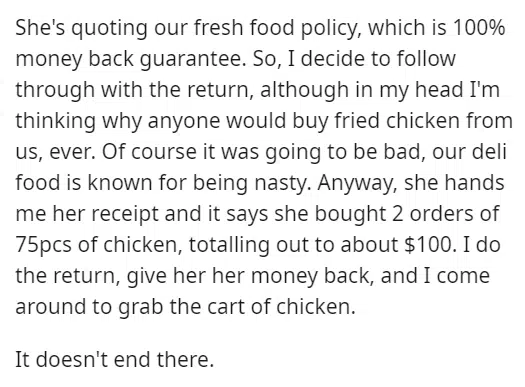 She's quoting our fresh food policy, which is 100%
money back guarantee. So, I decide to follow
through with the return, although in my head I'm
thinking why anyone would buy fried chicken from
us, ever. Of course it was going to be bad, our deli
food is known for being nasty. Anyway, she hands
me her receipt and it says she bought 2 orders of
75pcs of chicken, totalling out to about $100. I do
the return, give her her money back, and I come
around to grab the cart of chicken.
It doesn't end there.